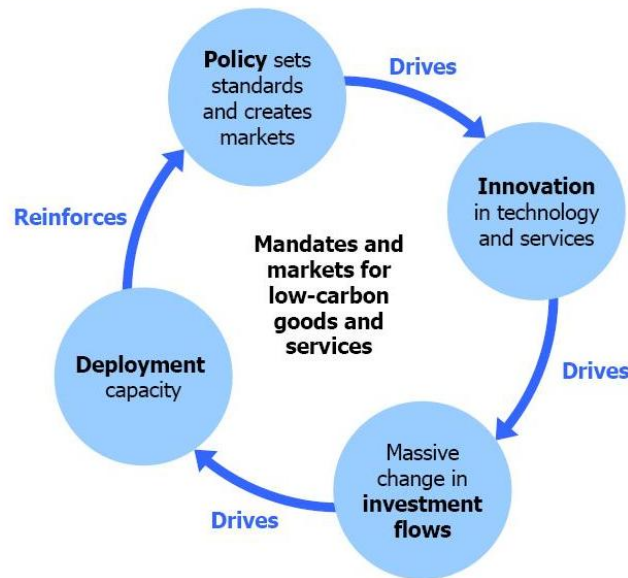 Policy sets
standards
and creates
markets
Drives
Innovation
in technology
and services
Drives
Massive
change in
investment
flows
Drives
Deployment
capacity
Reinforces
Mandates and
markets for
low-carbon
goods and
services